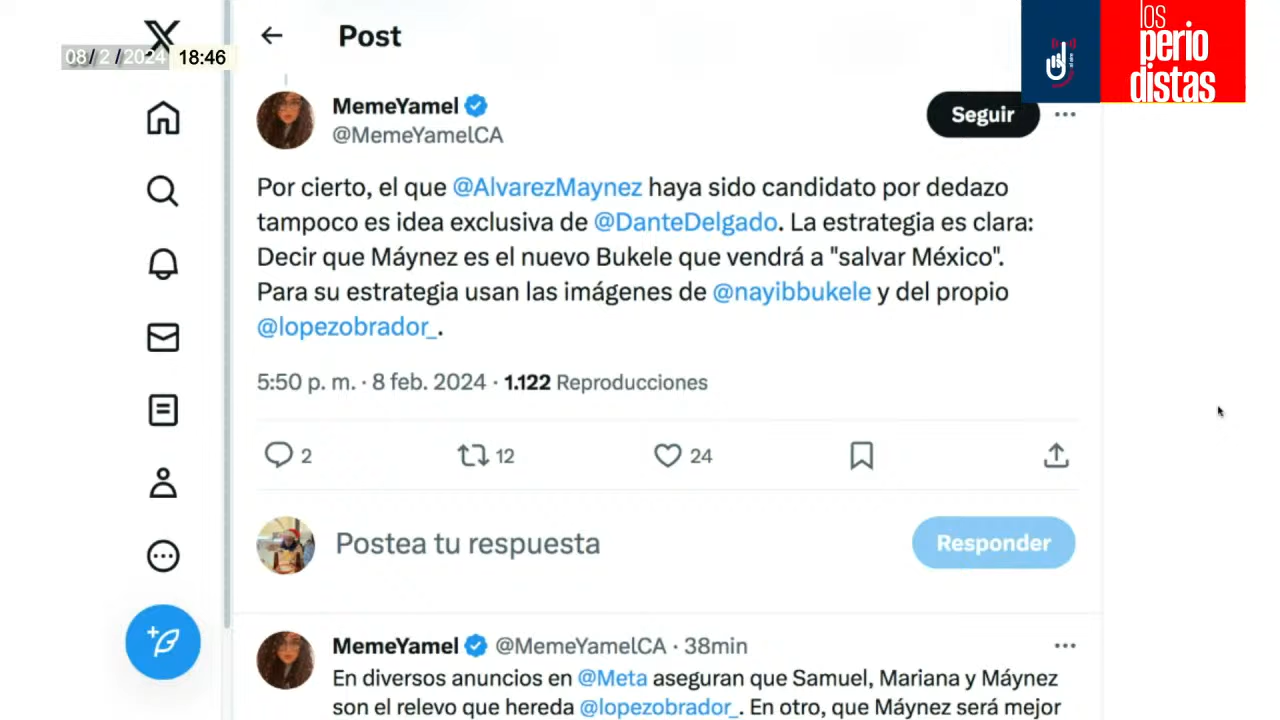 08/2/2024 18:46
Post
los
perio
distas
MemeYamel
@MemeYamelCA
Seguir
Por cierto, el que @AlvarezMaynez haya sido candidato por dedazo
tampoco es idea exclusiva de @DanteDelgado. La estrategia es clara:
Decir que Máynez es el nuevo Bukele que vendrá a "salvar México".
Para su estrategia usan las imágenes de @nayibbukele y del propio
@lopezobrador_.
5:50 p. m. · 8 feb. 2024 · 1.122 Reproducciones
2 12 24
Postea tu respuesta
Responder
MemeYamel @MemeYamelCA · 38min
En diversos anuncios en @Meta aseguran que Samuel, Mariana y Máynez
son el relevo que hereda @lopezobrador_. En otro, que Máynez será mejor